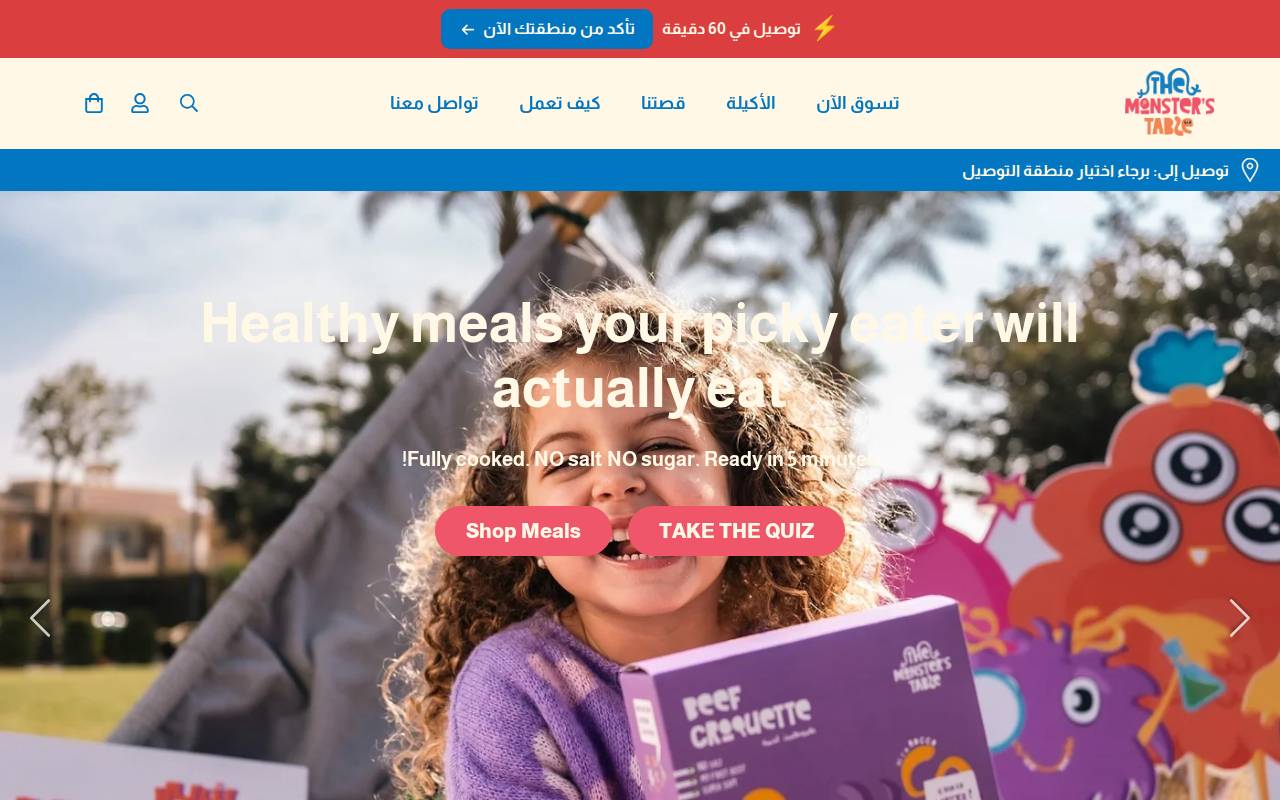 توصيل في 60 دقيقة
تأكد من منطقتك الآن
THE
MONSTER'S
TABLE
تسوق الآن
الأكيلة
قصتنا
كيف تعمل
تواصل معنا
توصيل إلى: برجاء اختيار منطقة التوصيل
Healthy meals your picky eater will
actually eat
!Fully cooked. NO salt NO sugar. Ready in 5 minutes
Shop Meals
TAKE THE QUIZ
THE
MONSTER'S
TABLE
BEEF
CROQUETTE